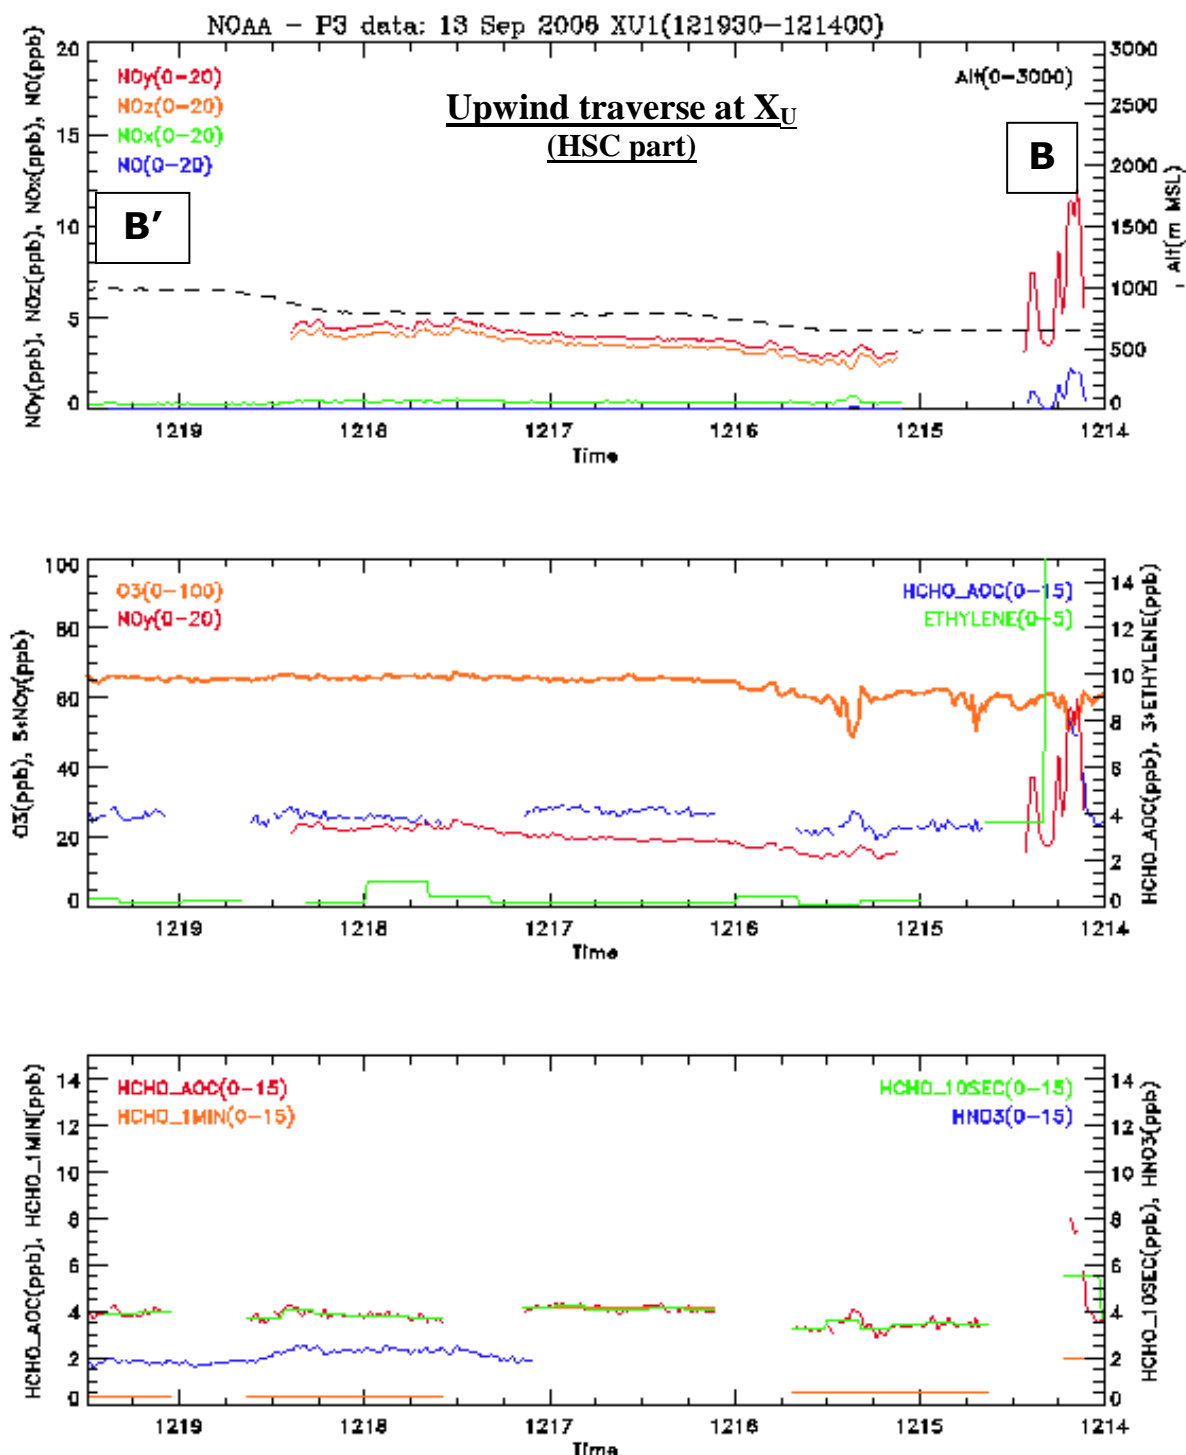 NOAA - P3 data: 13 Sep 2006 XU1(121930-121400)
NOy(0-20)
NOz(0-20)
NOx(0-20)
NO(0-20)
Upwind traverse at XU
(HSC part)
Alt(0-3000)
B'
B
NOy(ppb), NOz(ppb), NOx(ppb), NO(ppb)
20
15
10
5
0
3000
2500
2000
1500
1000
500
0
Alt(m MSL)
1219 1218 1217 1216 1215 1214
Time
O3(0-100)
NOy(0-20)
HCHO_AOC(0-15)
ETHYLENE(0-5)
O3(ppb), 5*NOy(ppb)
100
80
60
40
20
0
14
12
10
8
6
4
2
0
HCHO_AOC(ppb), 3*ETHYLENE(ppb)
1219 1218 1217 1216 1215 1214
Time
HCHO_AOC(0-15)
HCHO_1MIN(0-15)
HCHO_10SEC(0-15)
HNO3(0-15)
HCHO_AOC(ppb), HCHO_1MIN(ppb)
14
12
10
8
6
4
2
0
14
12
10
8
6
4
2
0
HCHO_10SEC(ppb), HNO3(ppb)
1219 1218 1217 1216 1215 1214
Time